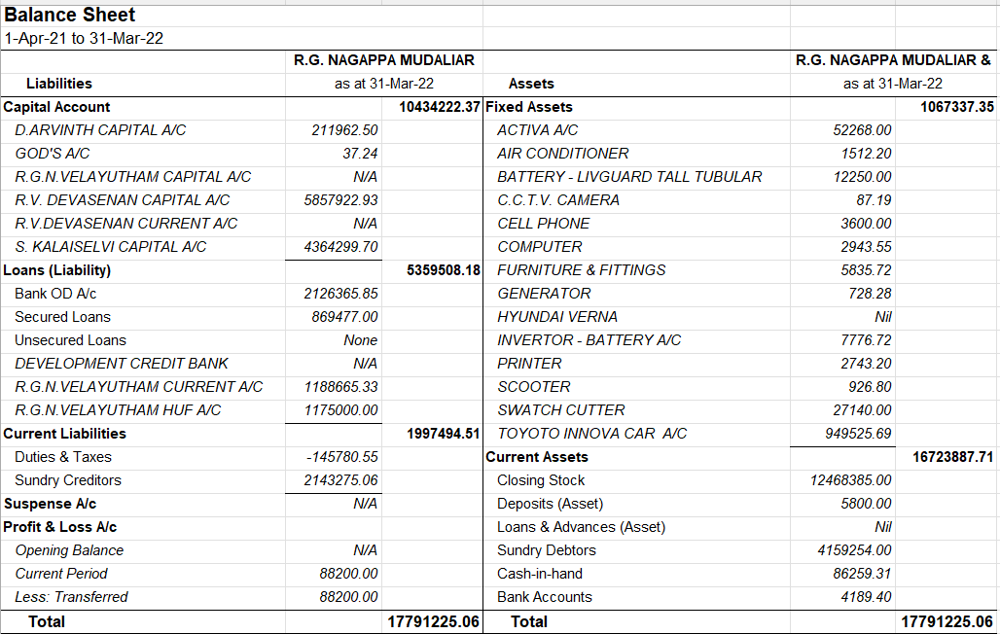 Balance Sheet
1-Apr-21 to 31-Mar-22
R.G. NAGAPPA MUDALIAR R.G. NAGAPPA MUDALIAR &
Liabilities as at 31-Mar-22 Assets as at 31-Mar-22
Capital Account 10434222.37 Fixed Assets 1067337.35
D.ARVINTH CAPITAL A/C 211962.50 ACTIVA A/C 52268.00
GOD'S A/C 37.24 AIR CONDITIONER 1512.20
R.G.N.VELAYUTHAM CAPITAL A/C N/A BATTERY - LIVGUARD TALL TUBULAR 12250.00
R.V. DEVASENAN CAPITAL A/C 5857922.93 C.C.T.V. CAMERA 87.19
R.V.DEVASENAN CURRENT A/C N/A CELL PHONE 3600.00
S. KALAISELVI CAPITAL A/C 4364299.70 COMPUTER 2943.55
Loans (Liability) 5359508.18 FURNITURE & FITTINGS 5835.72
Bank OD A/c 2126365.85 GENERATOR 728.28
Secured Loans 869477.00 HYUNDAI VERNA Nil
Unsecured Loans None INVERTOR - BATTERY A/C 7776.72
DEVELOPMENT CREDIT BANK N/A PRINTER 2743.20
R.G.N.VELAYUTHAM CURRENT A/C 1188665.33 SCOOTER 926.80
R.G.N.VELAYUTHAM HUF A/C 1175000.00 SWATCH CUTTER 27140.00
Current Liabilities 1997494.51 TOYOTO INNOVA CAR A/C 949525.69
Duties & Taxes -145780.55 Current Assets 16723887.71
Sundry Creditors 2143275.06 Closing Stock 12468385.00
Suspense A/c N/A Deposits (Asset) 5800.00
Profit & Loss A/c Loans & Advances (Asset) Nil
Opening Balance N/A Sundry Debtors 4159254.00
Current Period 88200.00 Cash-in-hand 86259.31
Less: Transferred 88200.00 Bank Accounts 4189.40
Total 17791225.06 Total 17791225.06